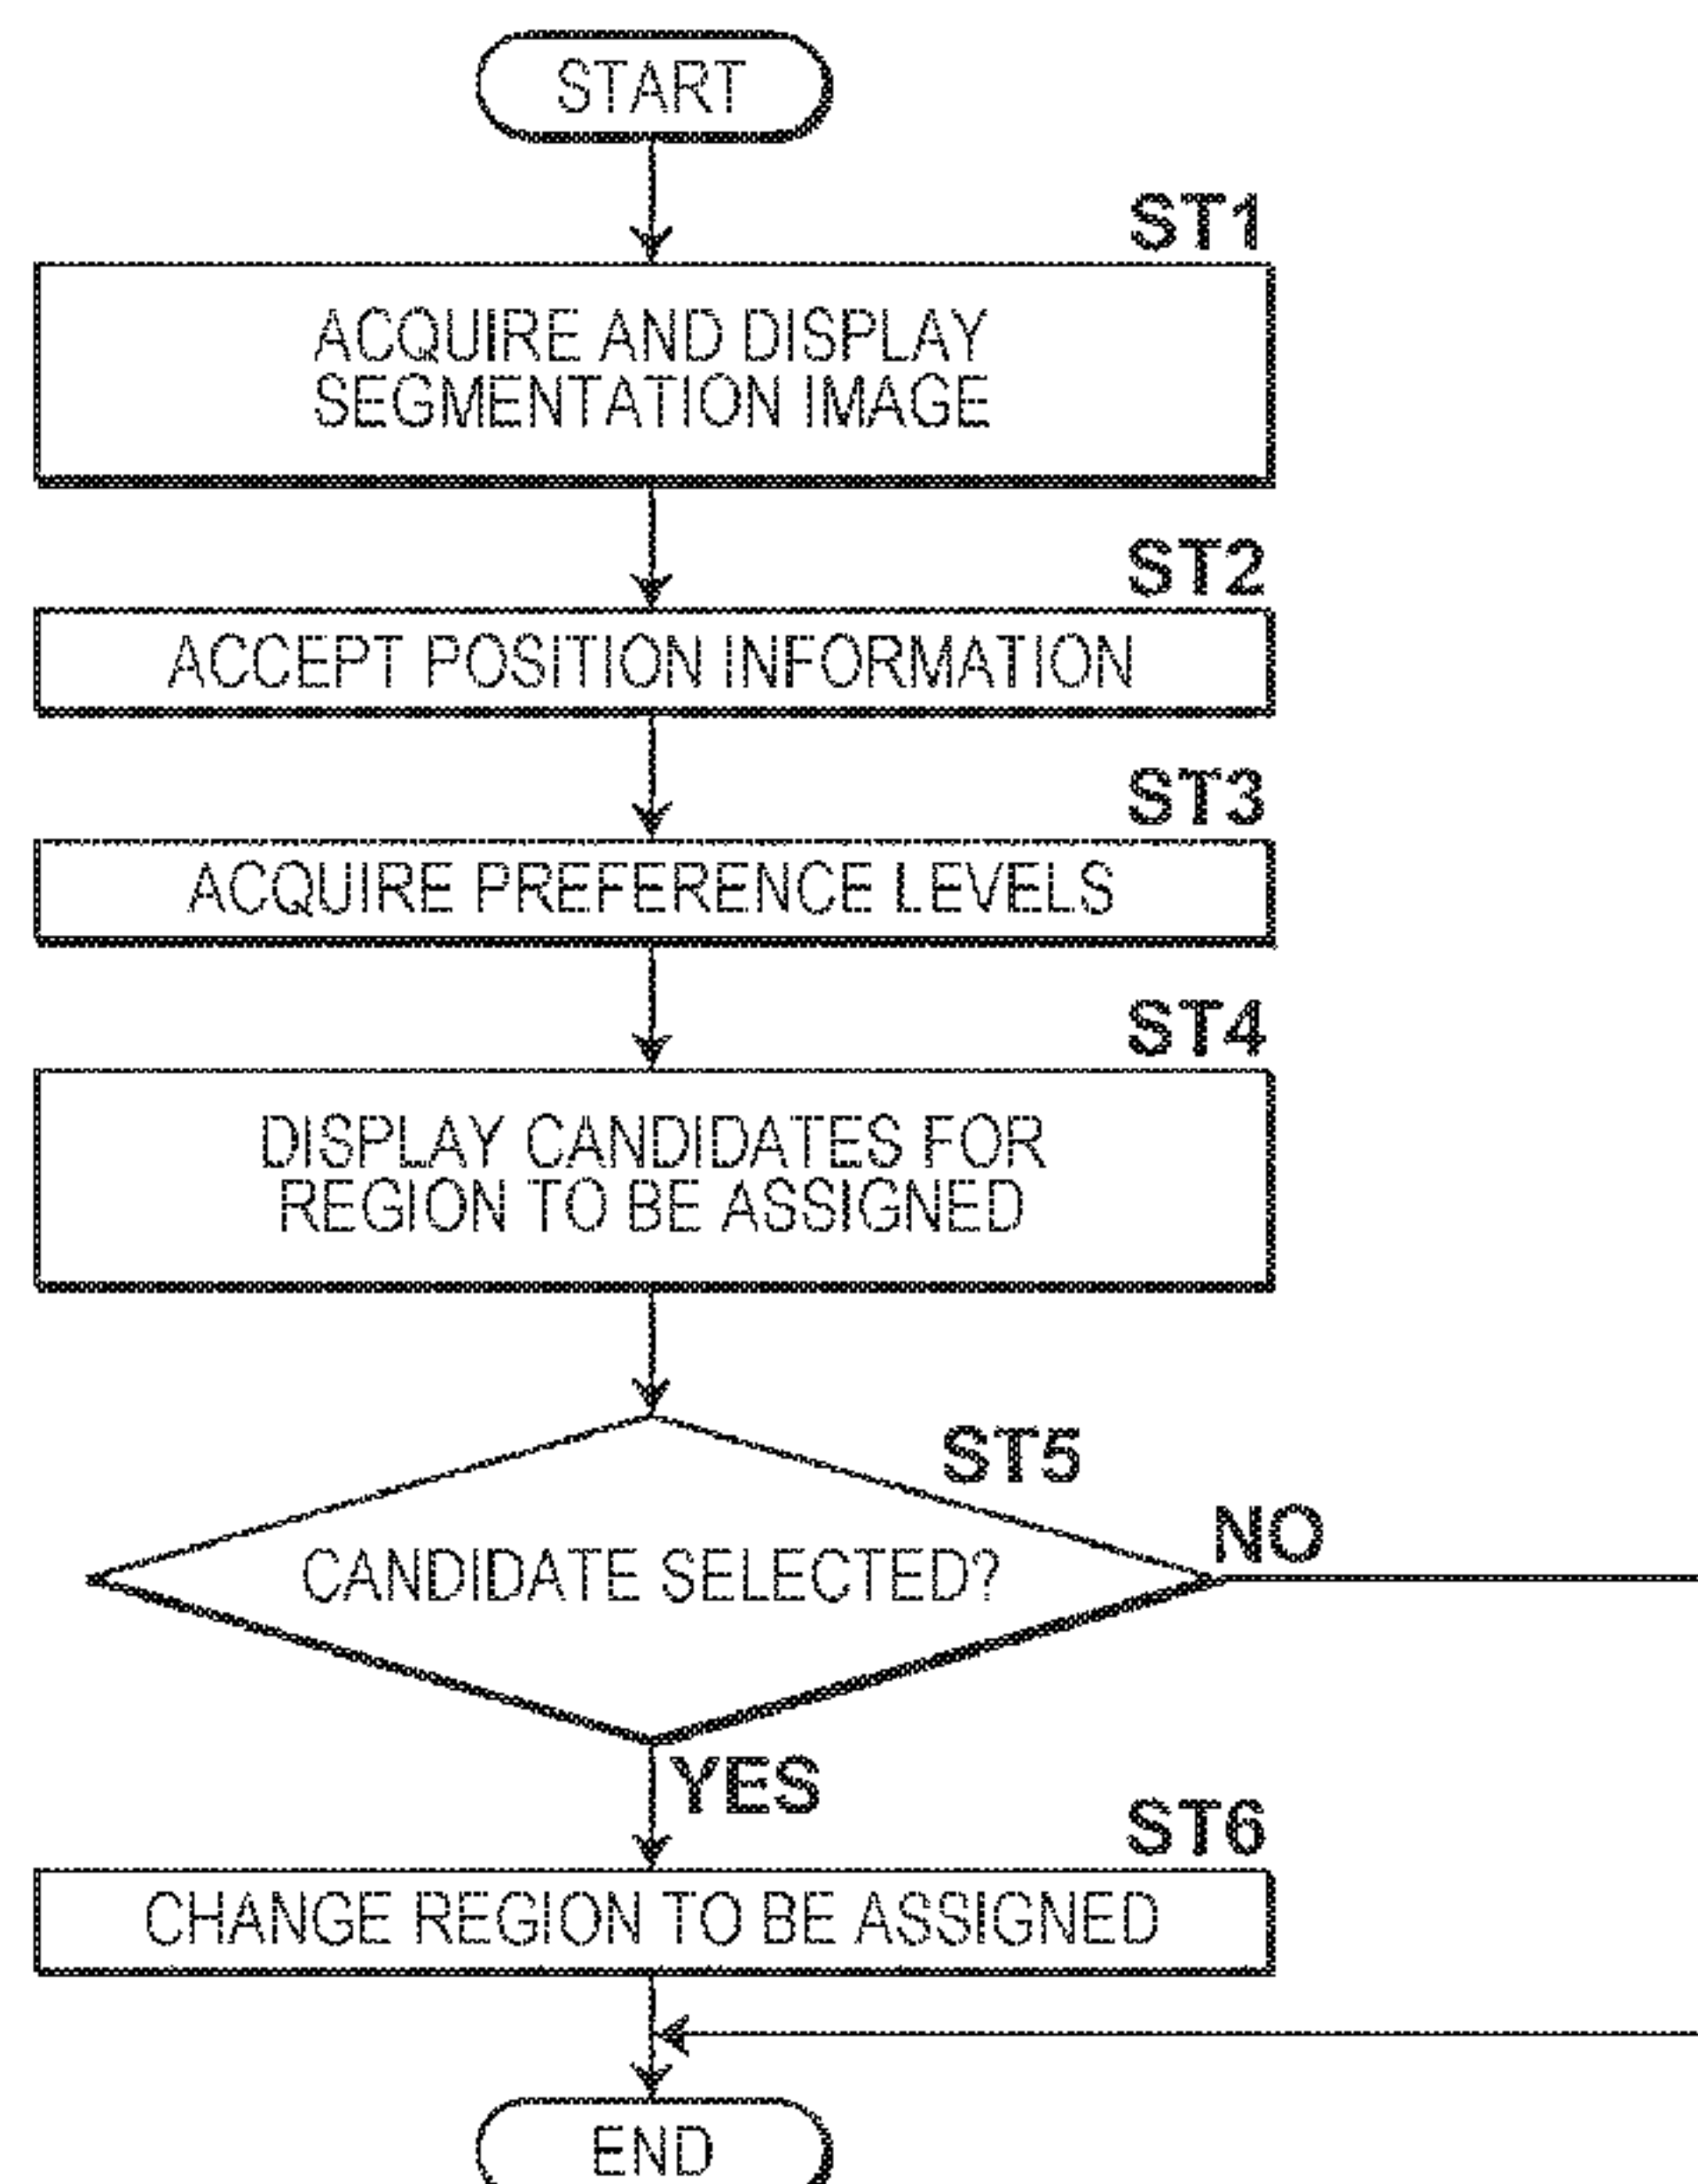 START
ST1
ACQUIRE AND DISPLAY
SEGMENTATION IMAGE
ST2
ACCEPT POSITION INFORMATION
ST3
ACQUIRE PREFERENCE LEVELS
ST4
DISPLAY CANDIDATES FOR
REGION TO BE ASSIGNED
ST5
CANDIDATE SELECTED?
NO
YES
ST6
CHANGE REGION TO BE ASSIGNED
END